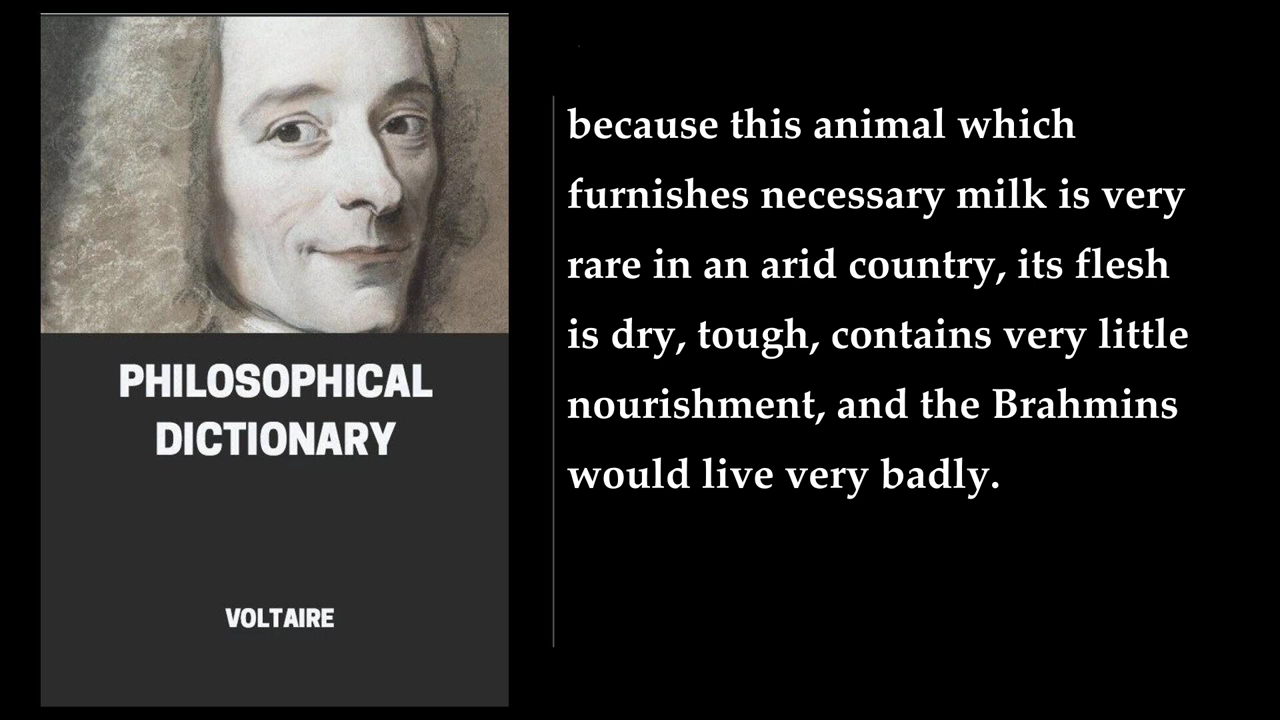 PHILOSOPHICAL
DICTIONARY
VOLTAIRE
because this animal which
furnishes necessary milk is very
rare in an arid country, its flesh
is dry, tough, contains very little
nourishment, and the Brahmins
would live very badly.